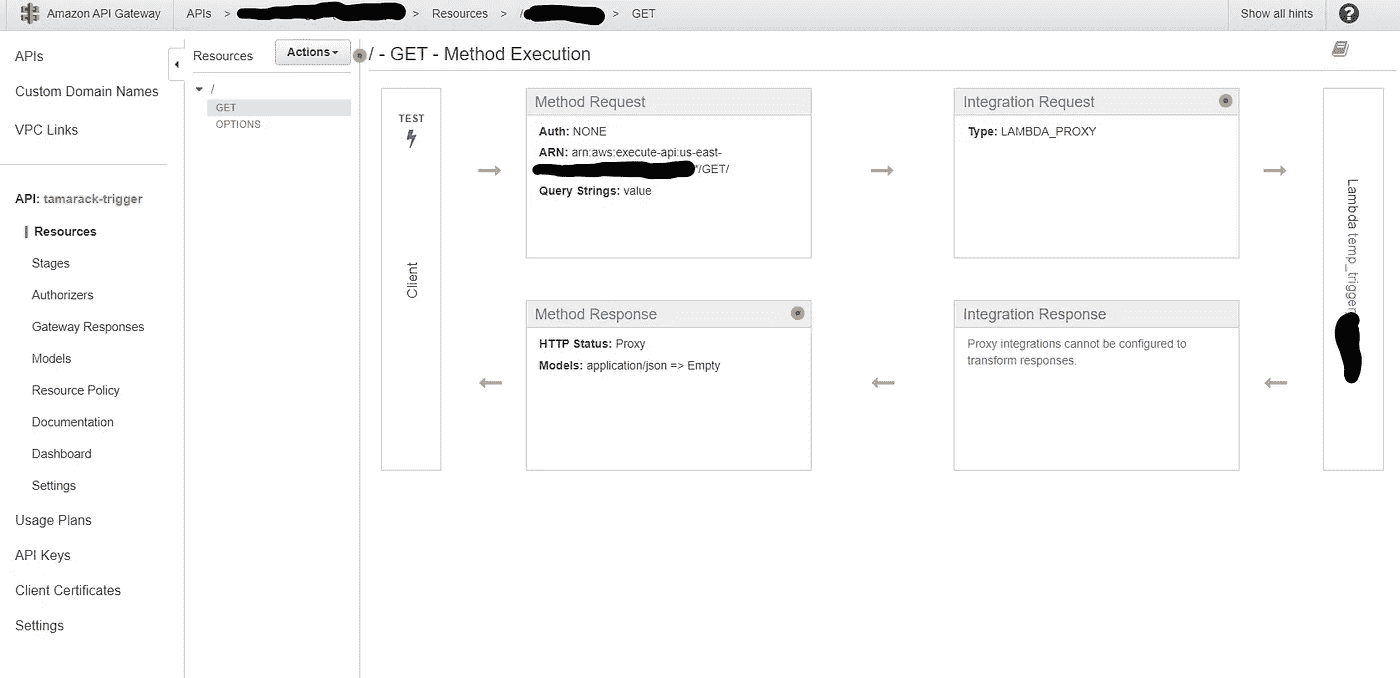 Amazon API Gateway APIs > > Resources > / > GET Show all hints ?
APIs
Custom Domain Names
VPC Links
API: tamarack-trigger
Resources
Stages
Authorizers
Gateway Responses
Models
Resource Policy
Documentation
Dashboard
Settings
Usage Plans
API Keys
Client Certificates
Settings
Resources Actions
/
GET
OPTIONS
/ - GET - Method Execution
TEST
Client
Method Request
Auth: NONE
ARN: arn:aws:execute-api:us-east-
*/GET/
Query Strings: value
Integration Request
Type: LAMBDA_PROXY
Lambda temp_trigger
Method Response
HTTP Status: Proxy
Models: application/json => Empty
Integration Response
Proxy integrations cannot be configured to
transform responses.